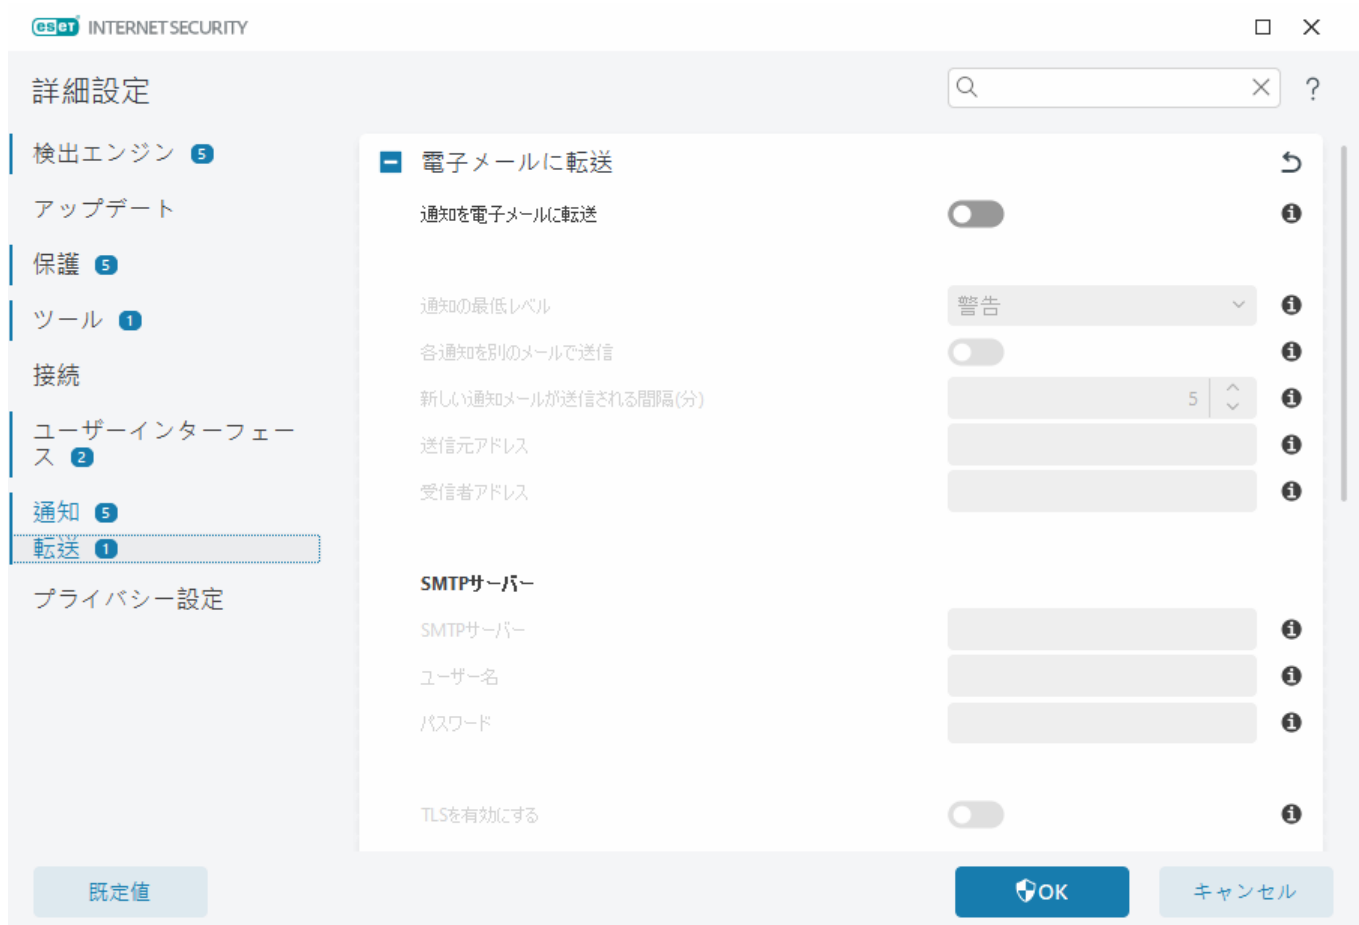 eset INTERNET SECURITY
詳細設定
?
検出エンジン 5
アップデート
保護 5
ツール 1
接続
ユーザーインターフェー
ス 2
通知 5
転送 1
プライバシー設定
電子メールに転送
通知を電子メールに転送
通知の最低レベル
警告
各通知を別のメールで送信
新しい通知メールが送信される間隔(分)
5
送信元アドレス
受信者アドレス
SMTPサーバー
SMTPサーバー
ユーザー名
パスワード
TLSを有効にする
既定値
OK
キャンセル